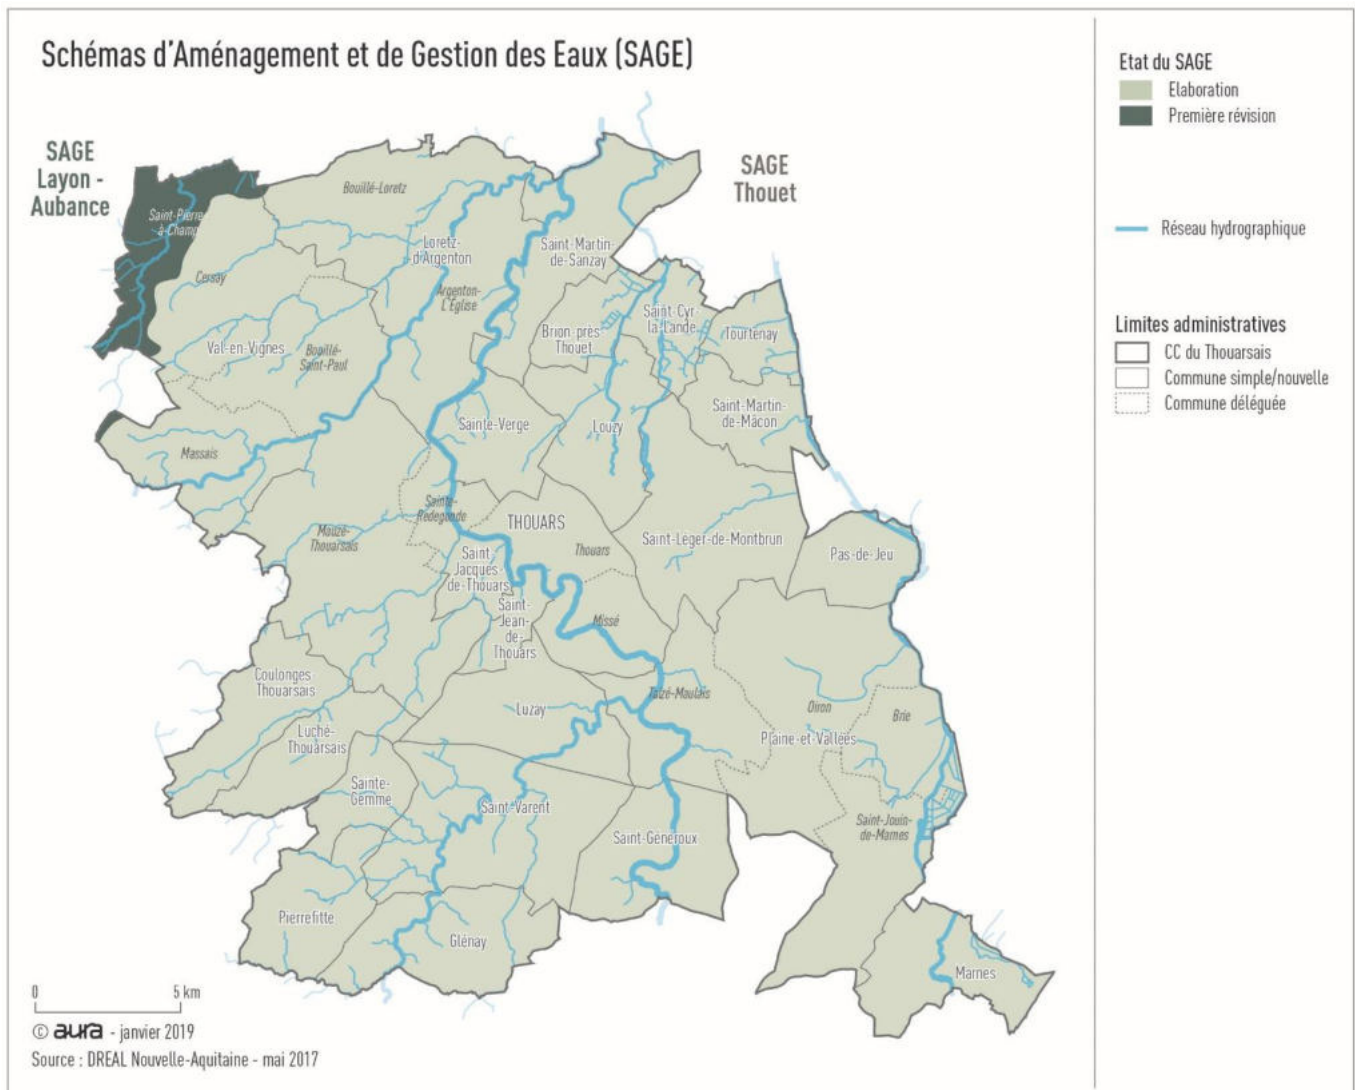 Schémas d'Aménagement et de Gestion des Eaux (SAGE)
SAGE
Layon -
Aubance
SAGE
Thouet
Saint-Pierre-
à-Champ
Bouillé-Loretz
Cersay
Loretz-
d'Argenton
Argenton-
L'Église
Saint-Martin-
de-Sanzay
Val-en-Vignes
Bouillé-
Saint-Paul
Brion-près-
Thouet
Saint-Cyr-
la-Lande
Tourtenay
Massais
Sainte-Verge
Louzy
Saint-Martin-
de-Mâcon
Mauzé-
Thouarsais
Sainte-
Radegonde
THOUARS
Thouars
Saint-Léger-de-Montbrun
Pas-de-Jeu
Saint-
Jacques-
de-Thouars
Saint-
Jean-
de-
Thouars
Missé
Coulonges-
Thouarsais
Luché-
Thouarsais
Luzay
Taizé-Maulais
Oiron
Brie
Plaine-et-Vallées
Sainte-
Gemme
Saint-Varent
Saint-Généroux
Saint-Jouin-
de-Marnes
Pierrefitte
Glénay
Marnes
0 5 km
© aura - janvier 2019
Source : DREAL Nouvelle-Aquitaine - mai 2017
Etat du SAGE
Elaboration
Première révision
Réseau hydrographique
Limites administratives
CC du Thouarsais
Commune simple/nouvelle
Commune déléguée